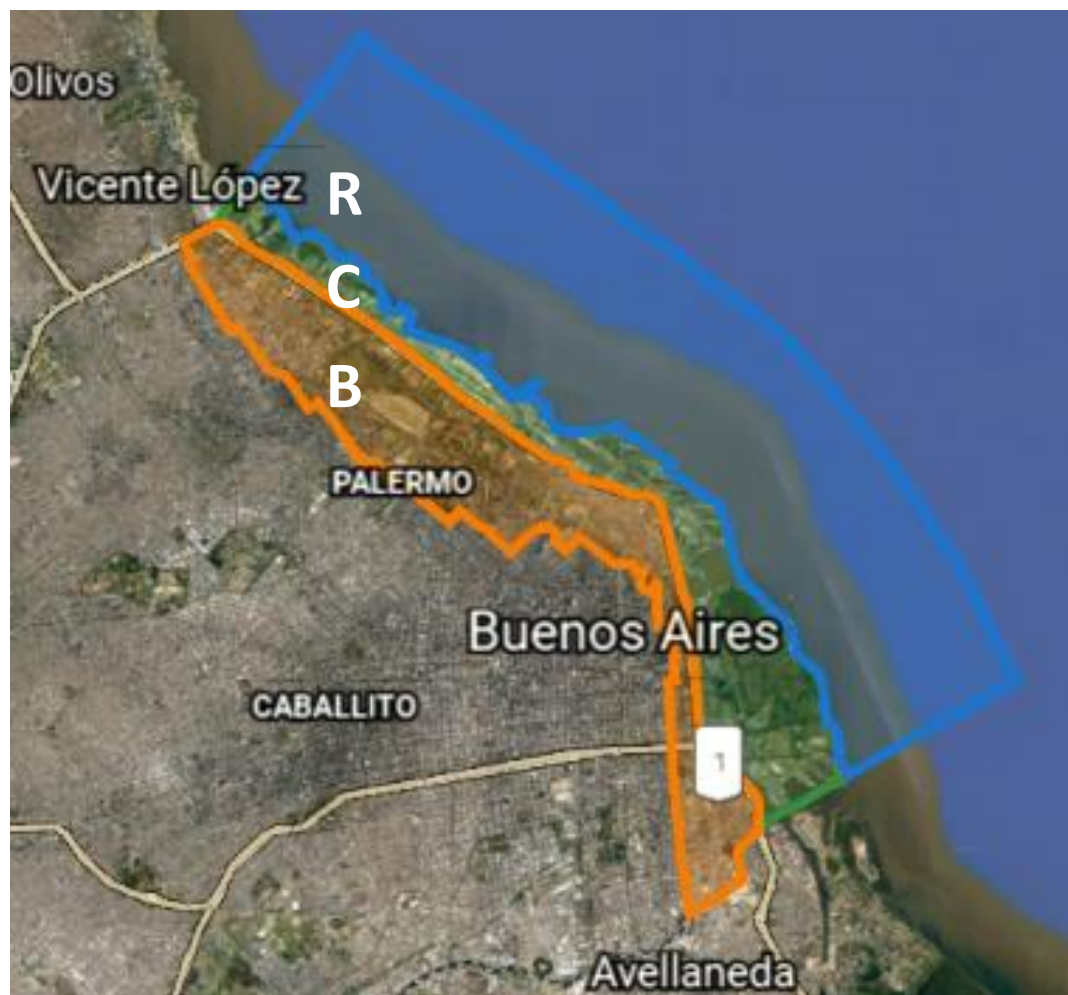 Olivos
Vicente López
R
C
B
PALERMO
Buenos Aires
CABALLITO
1
Avellaneda